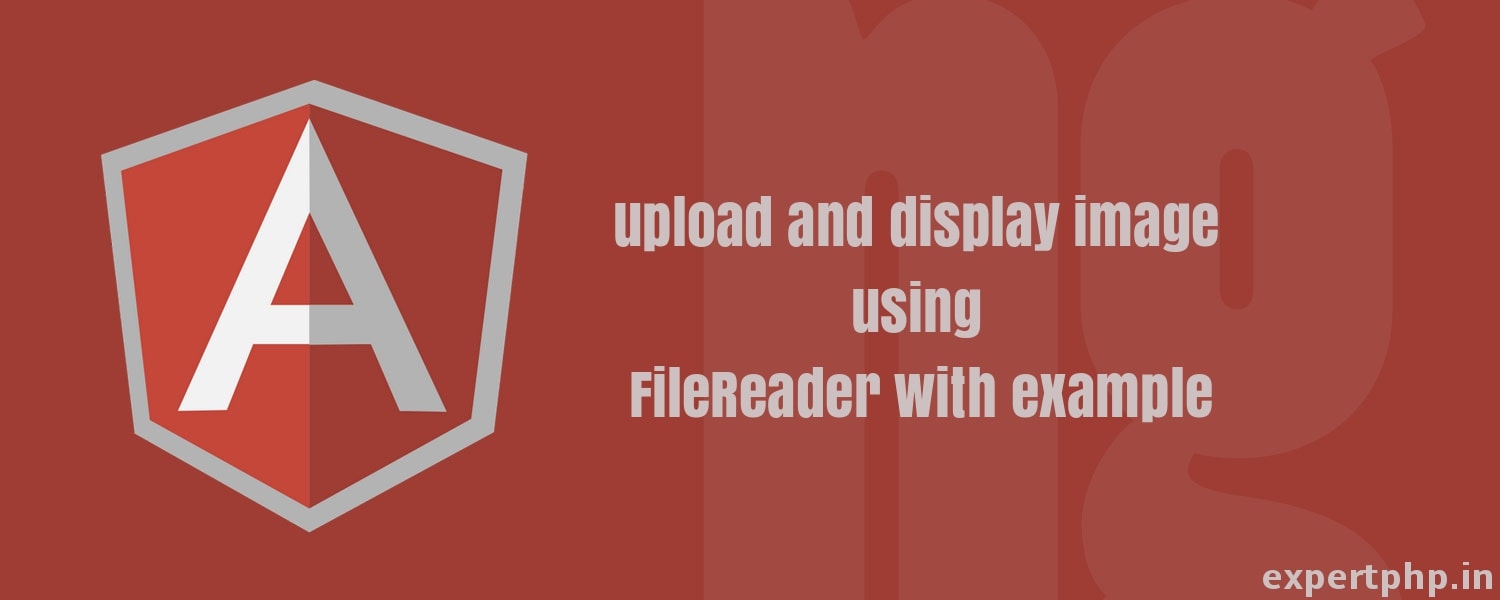 A
ng
upload and display image
using
FileReader with example
expertphp.in